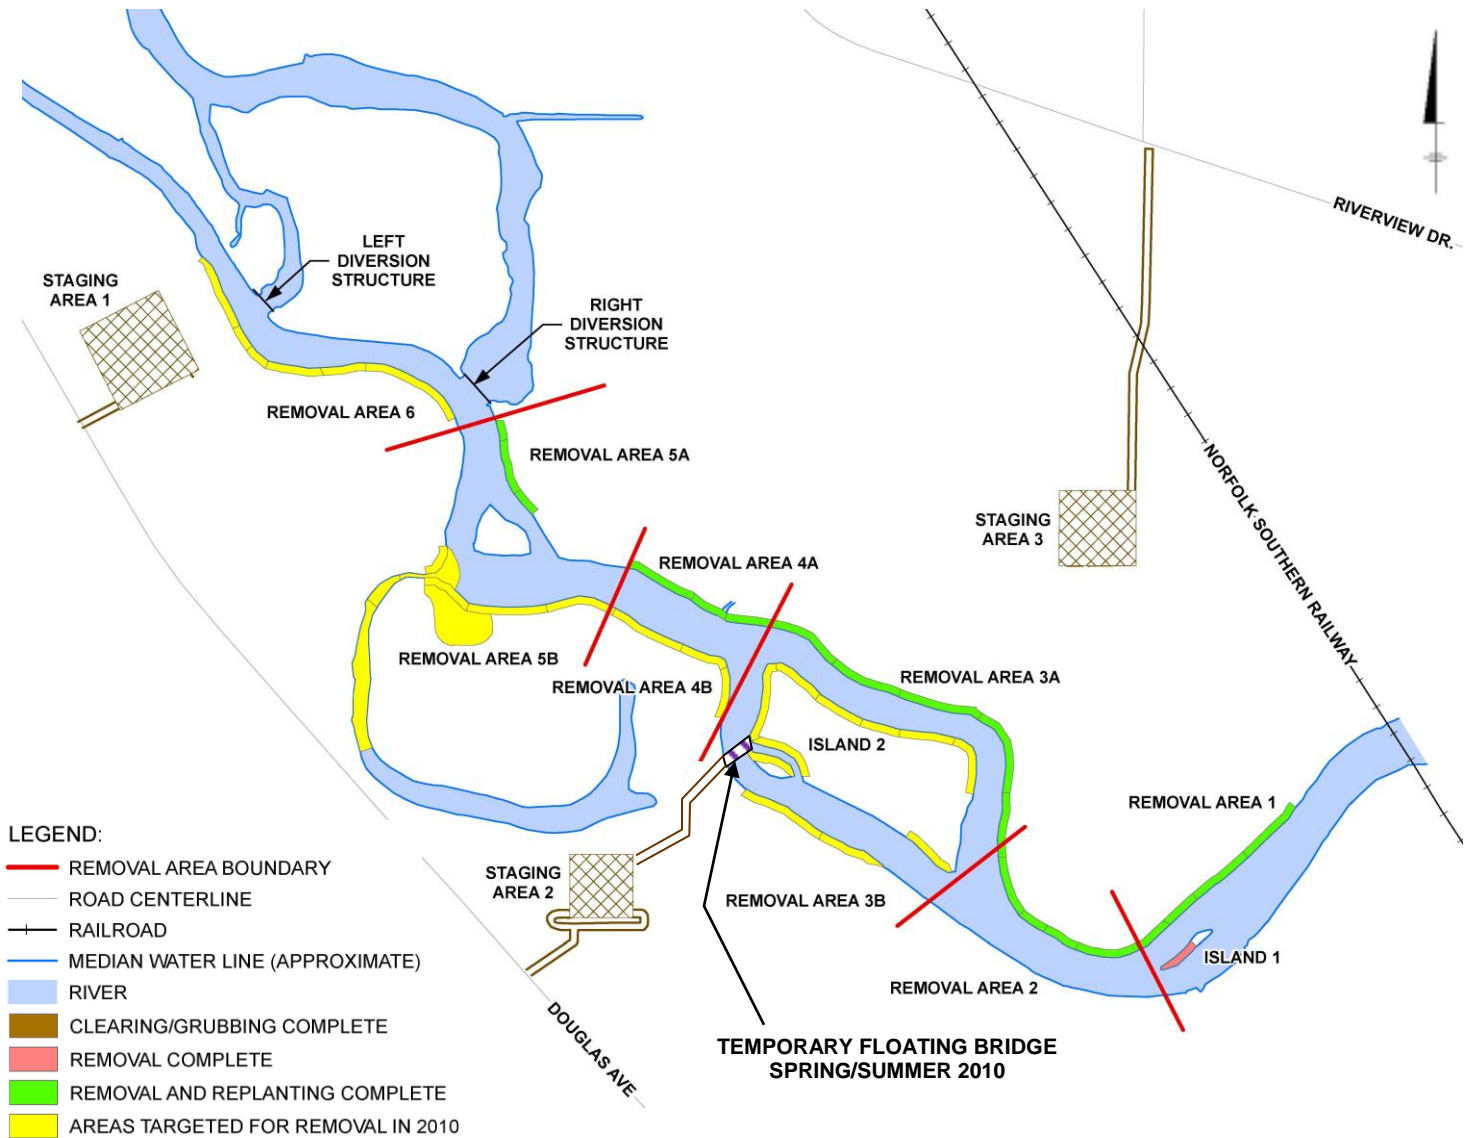 RIVERVIEW DR.
LEFT
DIVERSION
STRUCTURE
STAGING
AREA 1
RIGHT
DIVERSION
STRUCTURE
REMOVAL AREA 6
REMOVAL AREA 5A
NORFOLK SOUTHERN RAILWAY
STAGING
AREA 3
REMOVAL AREA 4A
REMOVAL AREA 5B
REMOVAL AREA 4B
REMOVAL AREA 3A
ISLAND 2
REMOVAL AREA 1
LEGEND:
REMOVAL AREA BOUNDARY
ROAD CENTERLINE
RAILROAD
MEDIAN WATER LINE (APPROXIMATE)
RIVER
CLEARING/GRUBBING COMPLETE
REMOVAL COMPLETE
REMOVAL AND REPLANTING COMPLETE
AREAS TARGETED FOR REMOVAL IN 2010
STAGING
AREA 2
REMOVAL AREA 3B
ISLAND 1
REMOVAL AREA 2
DOUGLAS AVE
TEMPORARY FLOATING BRIDGE
SPRING/SUMMER 2010